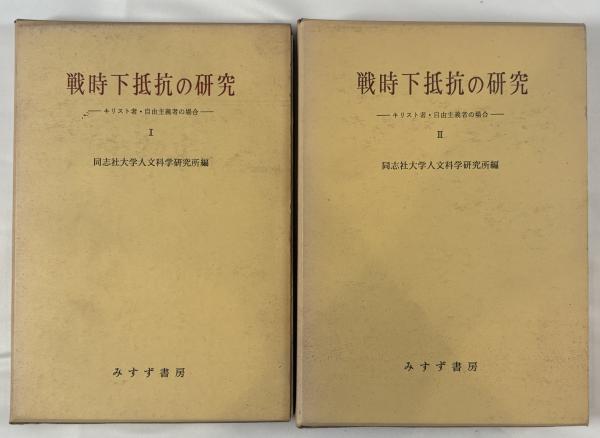 戦時下抵抗の研究
――キリスト者・自由主義者の場合――
I
同志社大学人文科学研究所編
みすず書房
戦時下抵抗の研究
――キリスト者・自由主義者の場合――
II
同志社大学人文科学研究所編
みすず書房